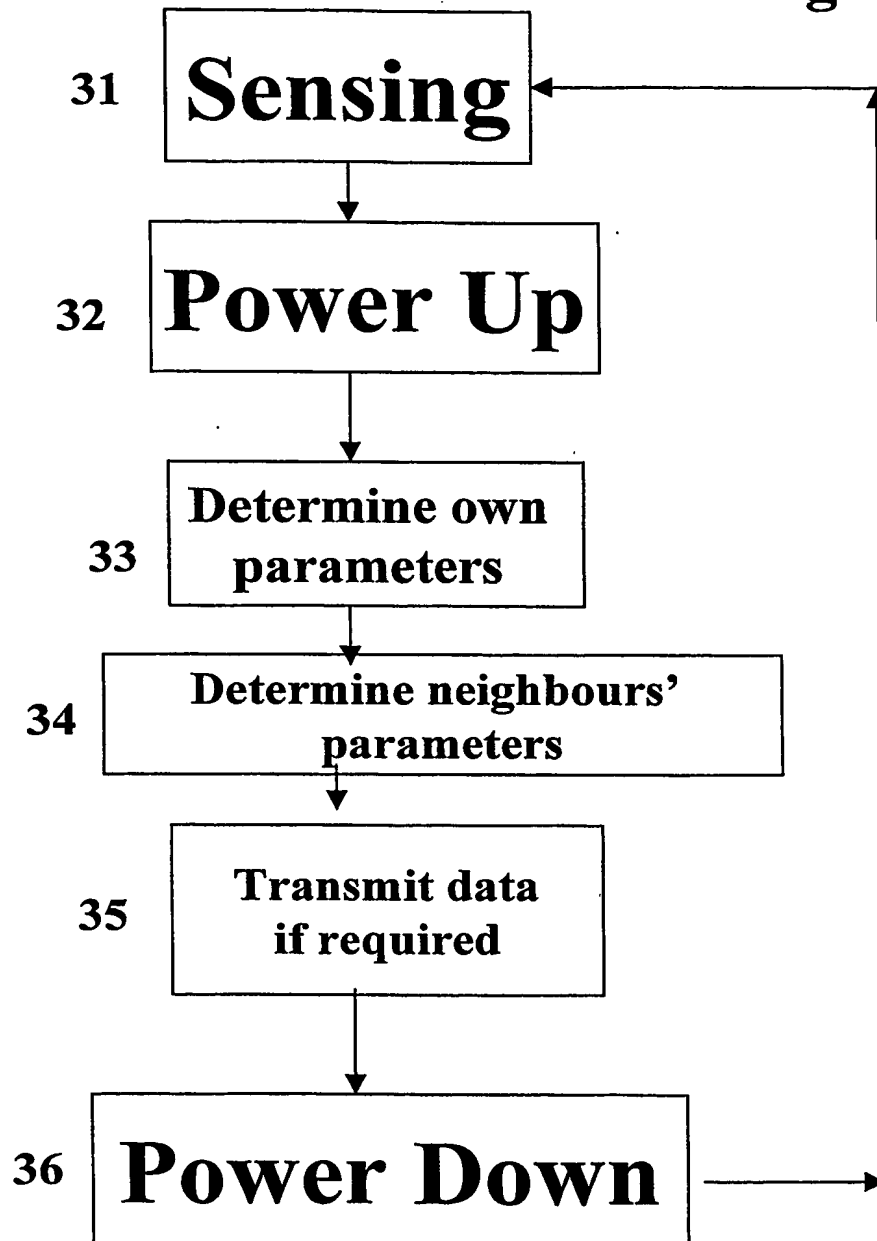 31
Sensing
32
Power Up
33
Determine own
parameters
34
Determine neighbours’
parameters
35
Transmit data
if required
36
Power Down